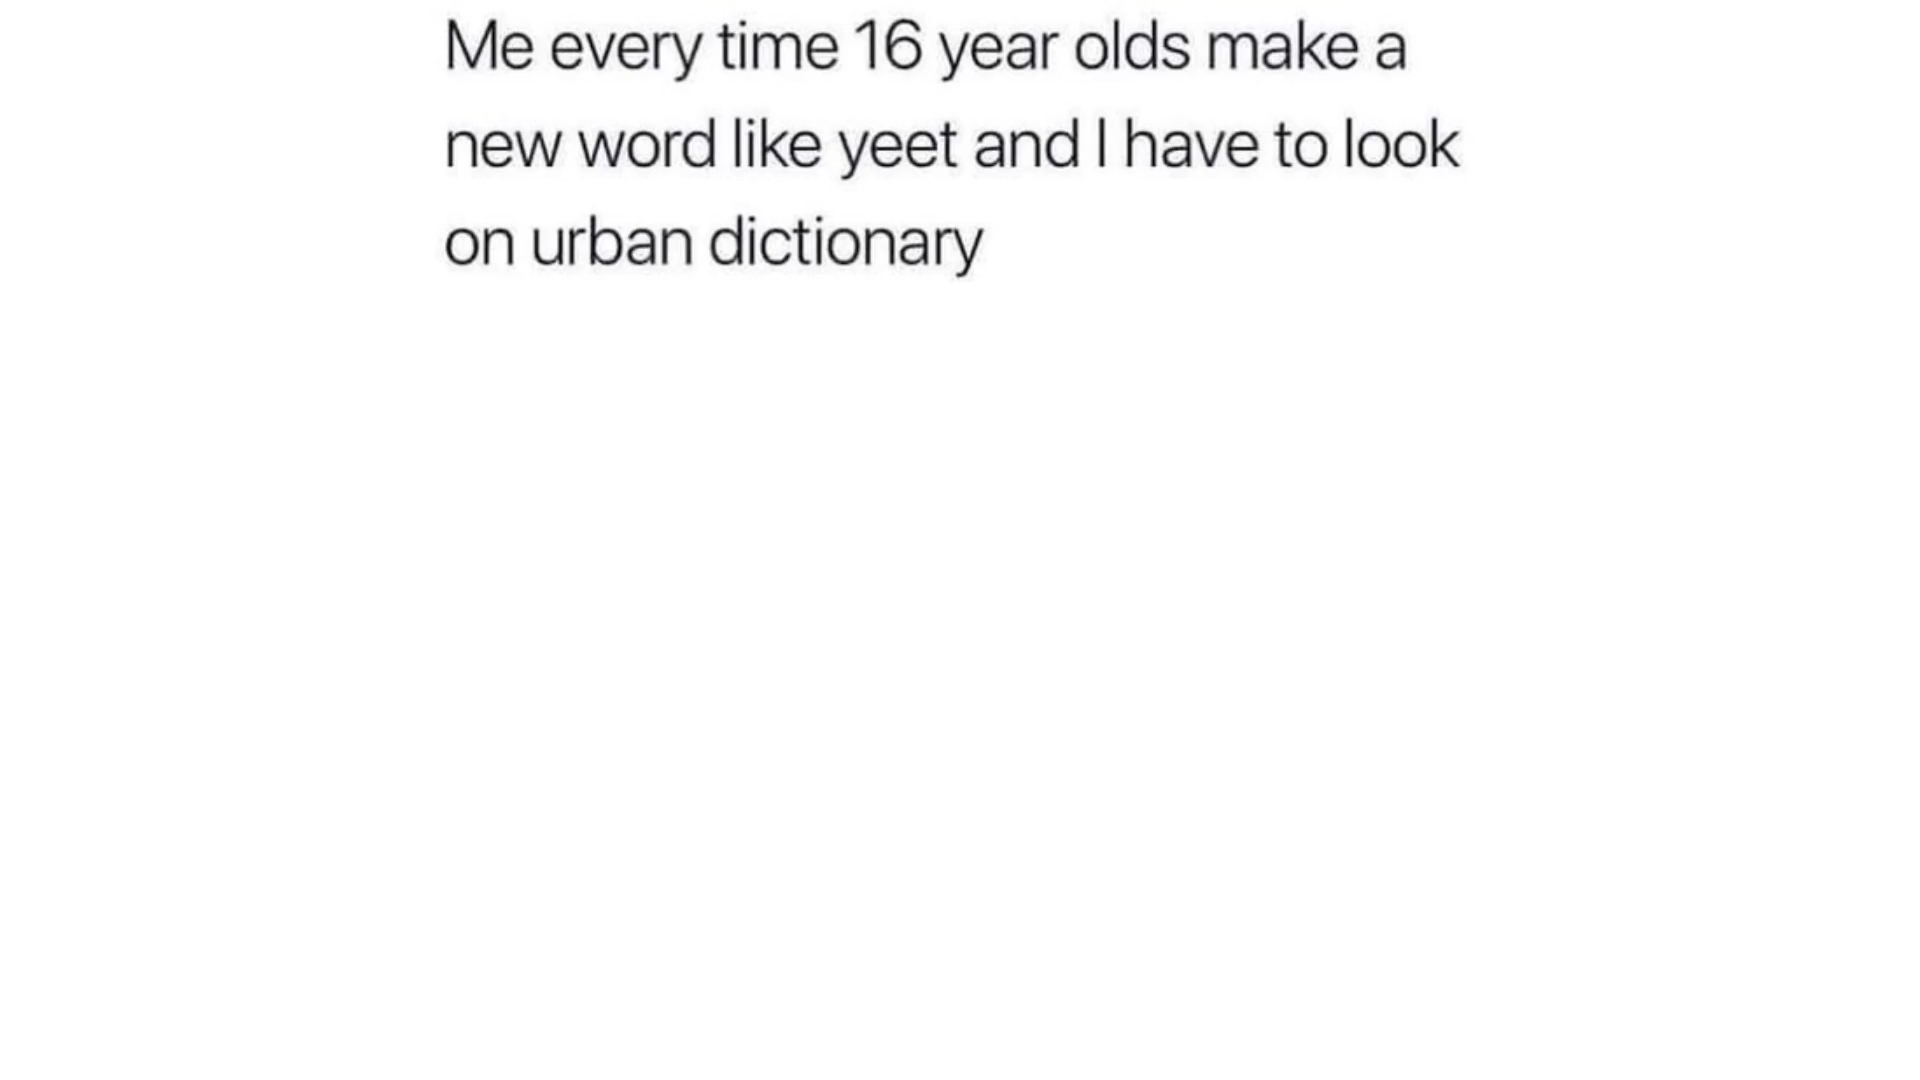 Me every time 16 year olds make a
new word like yeet and I have to look
on urban dictionary